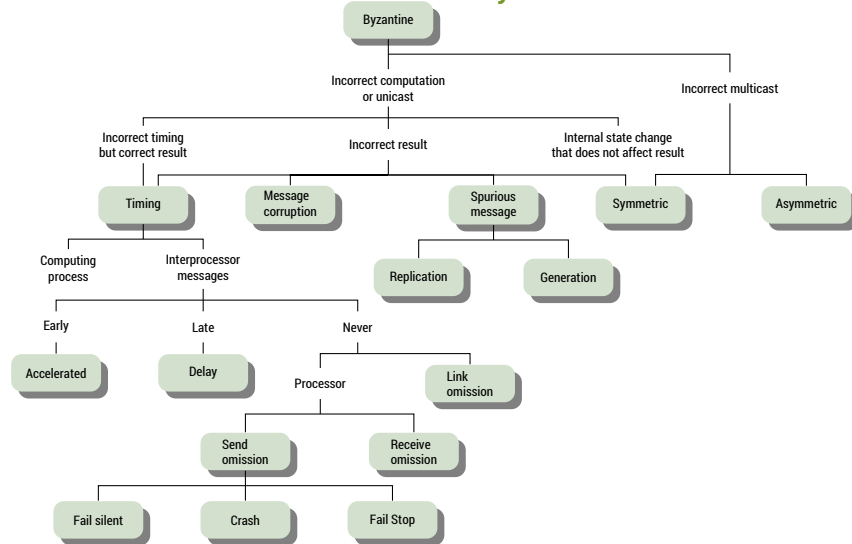 Byzantine
Incorrect computation
or unicast
Incorrect multicast
Incorrect timing
but correct result
Incorrect result
Internal state change
that does not affect result
Timing
Message
corruption
Spurious
message
Symmetric
Asymmetric
Computing
process
Interprocessor
messages
Replication
Generation
Early
Late
Never
Accelerated
Delay
Processor
Link
omission
Send
omission
Receive
omission
Fail silent
Crash
Fail Stop